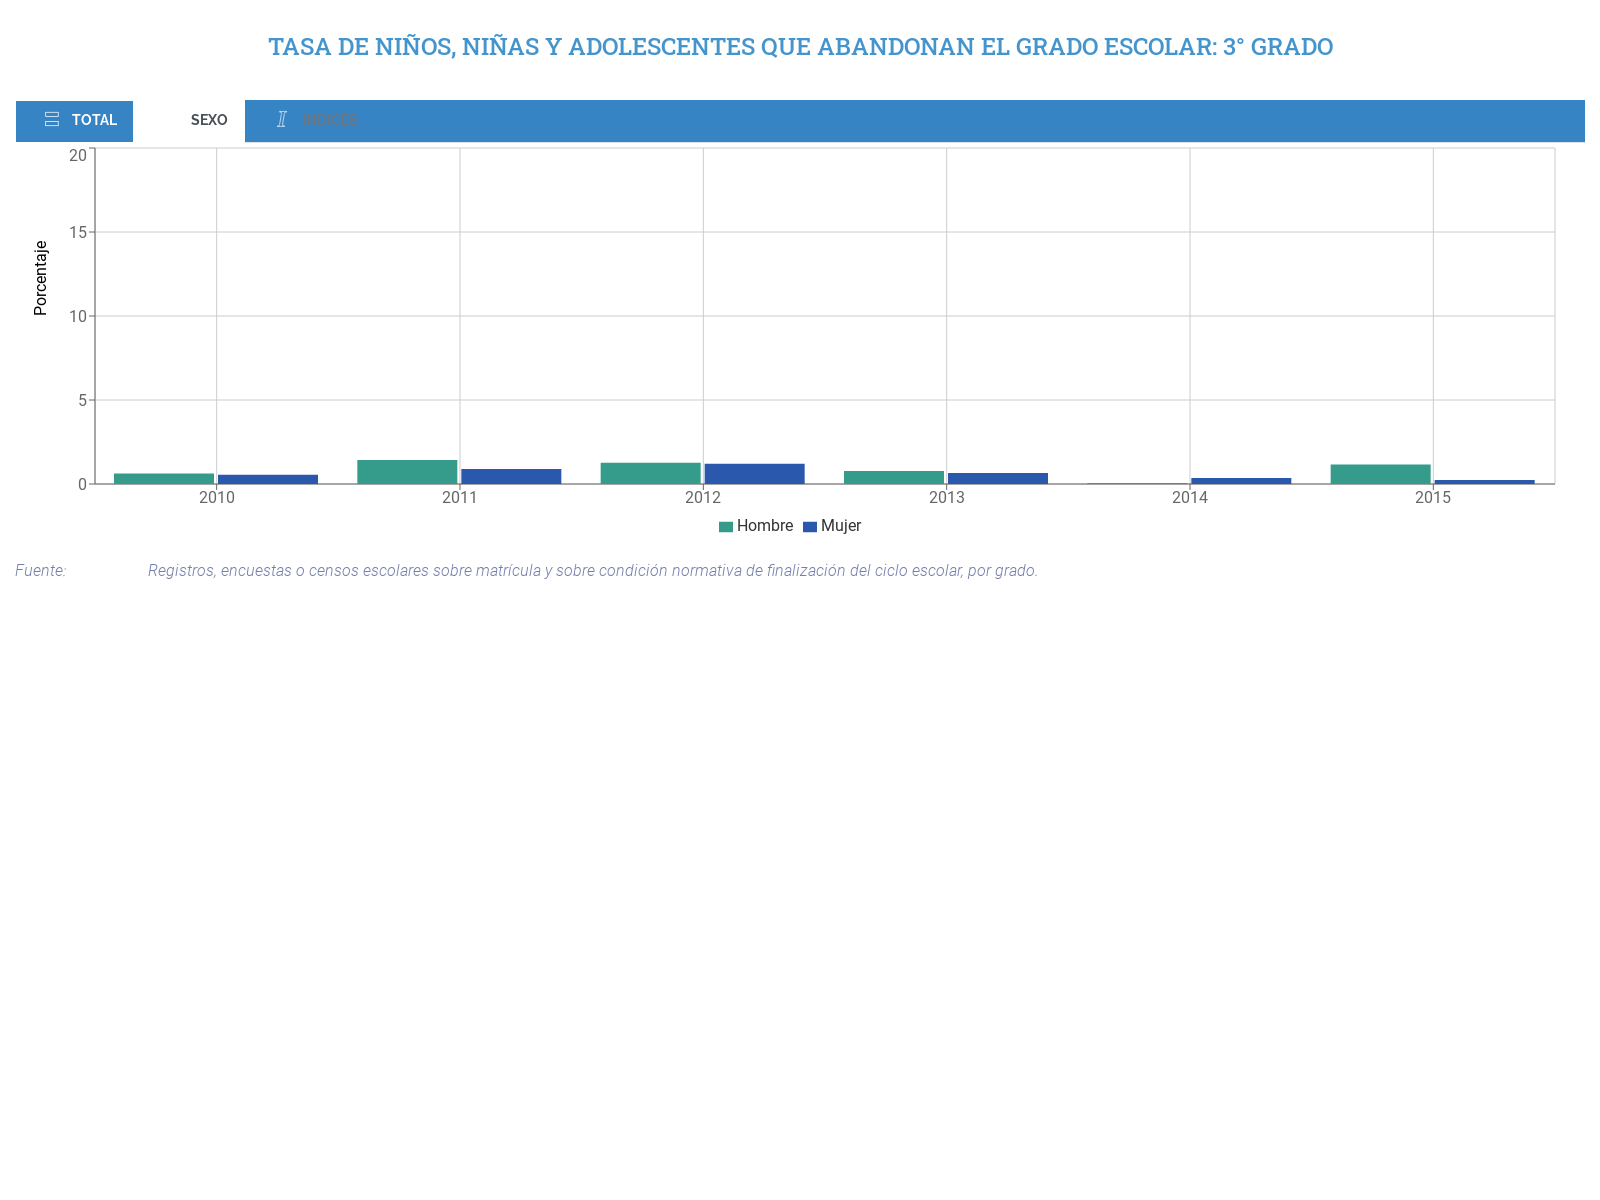 TASA DE NIÑOS, NIÑAS Y ADOLESCENTES QUE ABANDONAN EL GRADO ESCOLAR: 3° GRADO
TOTAL SEXO INDICES
20
15
10
5
0
Porcentaje
2010 2011 2012 2013 2014 2015
Hombre Mujer
Fuente: Registros, encuestas o censos escolares sobre matrícula y sobre condición normativa de finalización del ciclo escolar, por grado.